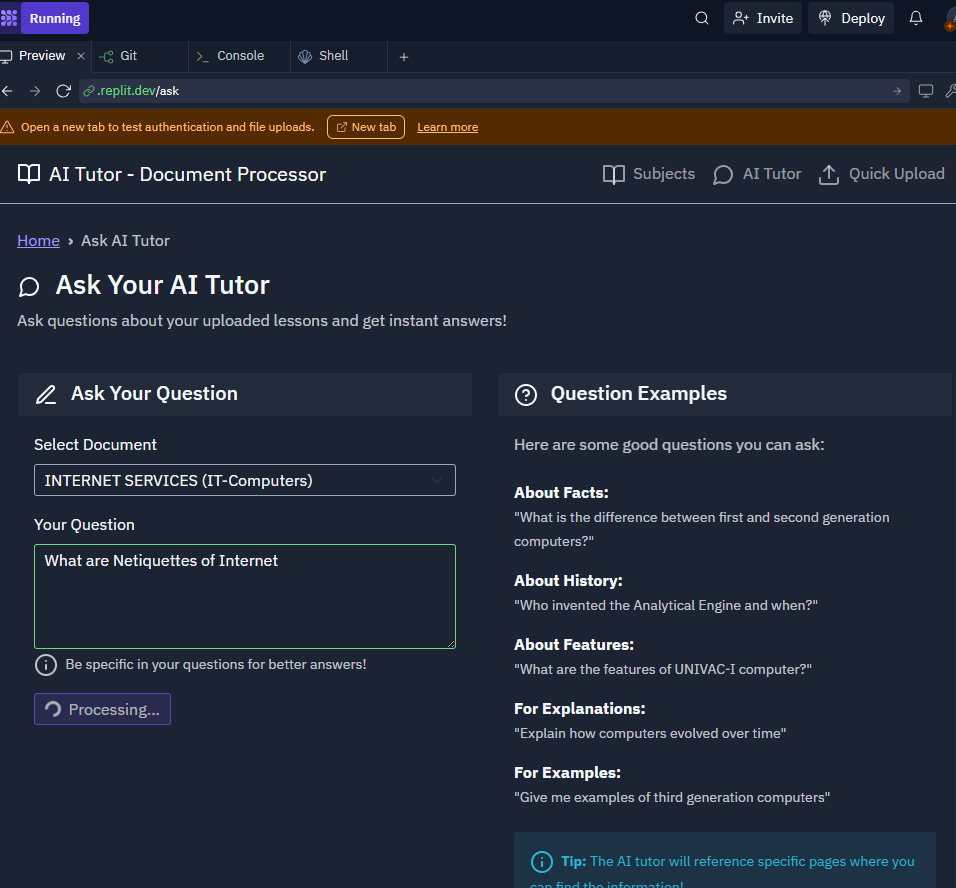 Running
Invite
Deploy
Preview
Git
Console
Shell
.replit.dev/ask
Open a new tab to test authentication and file uploads.
New tab
Learn more
AI Tutor - Document Processor
Subjects
AI Tutor
Quick Upload
Home › Ask AI Tutor
Ask Your AI Tutor
Ask questions about your uploaded lessons and get instant answers!
Ask Your Question
Select Document
INTERNET SERVICES (IT-Computers)
Your Question
What are Netiquettes of Internet
Be specific in your questions for better answers!
Processing...
Question Examples
Here are some good questions you can ask:
About Facts:
"What is the difference between first and second generation
computers?"
About History:
"Who invented the Analytical Engine and when?"
About Features:
"What are the features of UNIVAC-I computer?"
For Explanations:
"Explain how computers evolved over time"
For Examples:
"Give me examples of third generation computers"
Tip: The AI tutor will reference specific pages where you
can find the information!